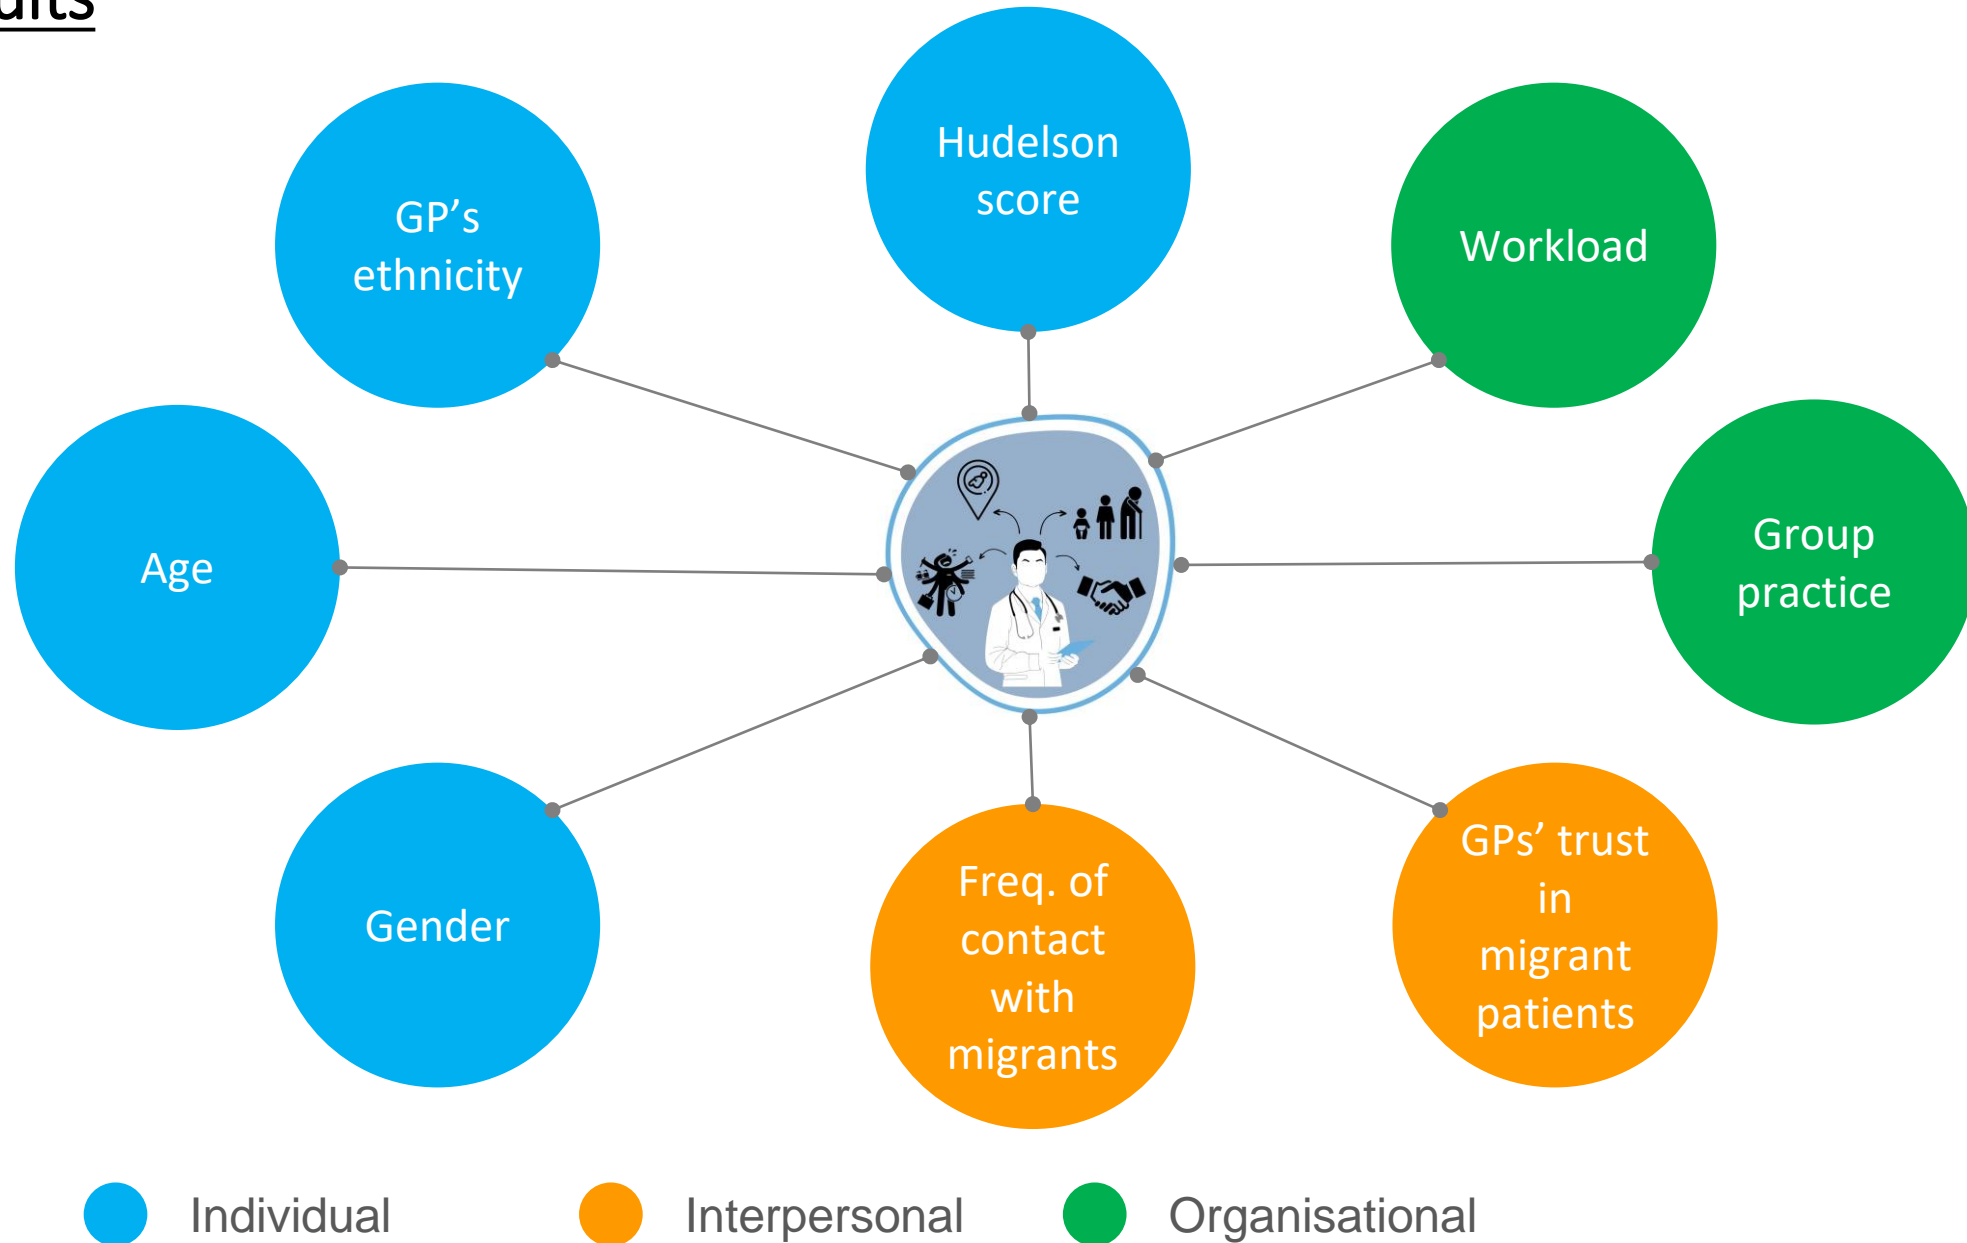 Hudelson
score
GP's
ethnicity
Workload
Age
Group
practice
Gender
Freq. of
contact
with
migrants
GPs' trust
in
migrant
patients
Individual
Interpersonal
Organisational